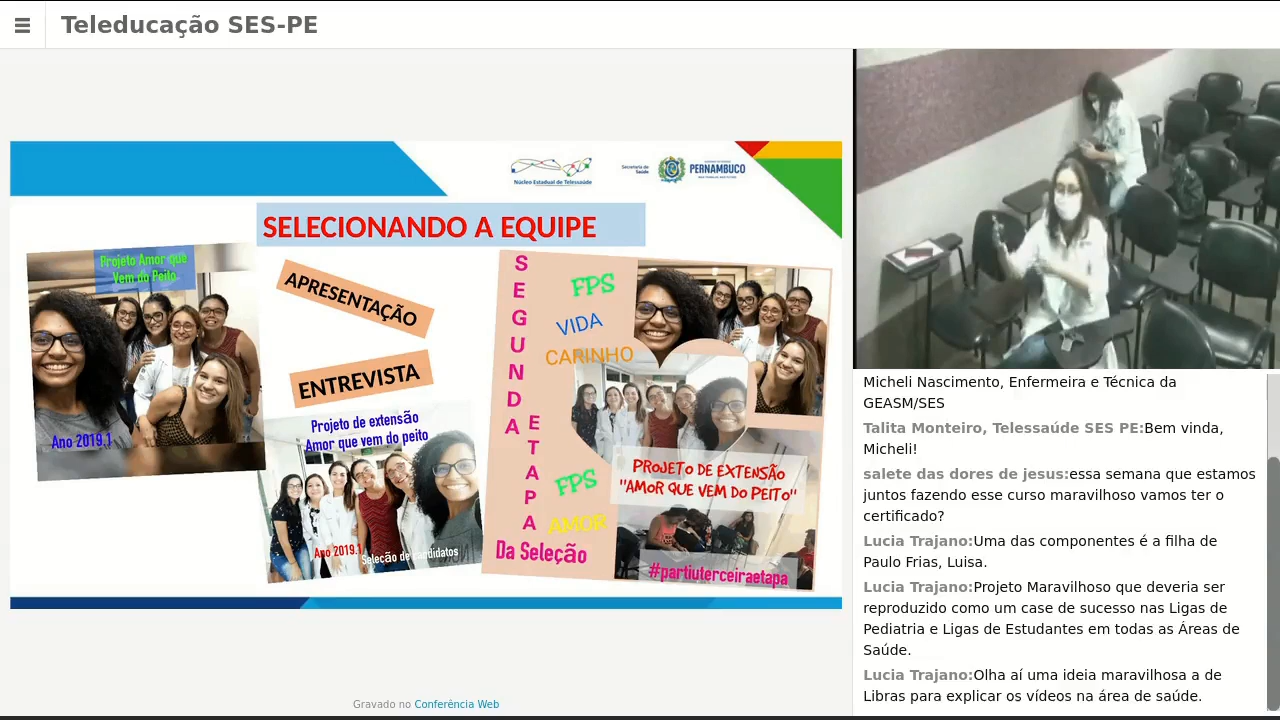 Teleducação SES-PE
Núcleo Estadual de Telessaúde
Secretaria de
Saúde
PERNAMBUCO
SELECIONANDO A EQUIPE
Projeto Amor que
Vem do Peito
Ano 2019.1
APRESENTAÇÃO
ENTREVISTA
Projeto de extensão
Amor que vem do peito
Ano 2019.1
Seleção de candidatos
SEGUNDA
ETAPA
Da Seleção
FPS
VIDA
CARINHO
FPS
AMOR
PROJETO DE EXTENSÃO
"AMOR QUE VEM DO PEITO"
#partiuterceiraetapa
Gravado no Conferência Web
Micheli Nascimento, Enfermeira e Técnica da
GEASM/SES
Talita Monteiro, Telessaúde SES PE:Bem vinda,
Micheli!
salete das dores de jesus:essa semana que estamos
juntos fazendo esse curso maravilhoso vamos ter o
certificado?
Lucia Trajano:Uma das componentes é a filha de
Paulo Frias, Luisa.
Lucia Trajano:Projeto Maravilhoso que deveria ser
reproduzido como um case de sucesso nas Ligas de
Pediatria e Ligas de Estudantes em todas as Áreas de
Saúde.
Lucia Trajano:Olha aí uma ideia maravilhosa a de
Libras para explicar os vídeos na área de saúde.